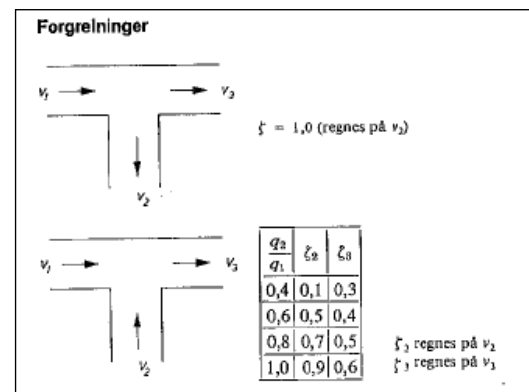 Forgreininger
v₁ v₃
ζ = 1,0 (regnes på
v₂
v₁ v₃
v₂
q₂/q₁ ζ₂ ζ₃
0,4 0,1 0,3
0,6 0,5 0,4
0,8 0,7 0,5
1,0 0,9 0,6
ζ₂ regnes på v₂
ζ₃ regnes på v₃